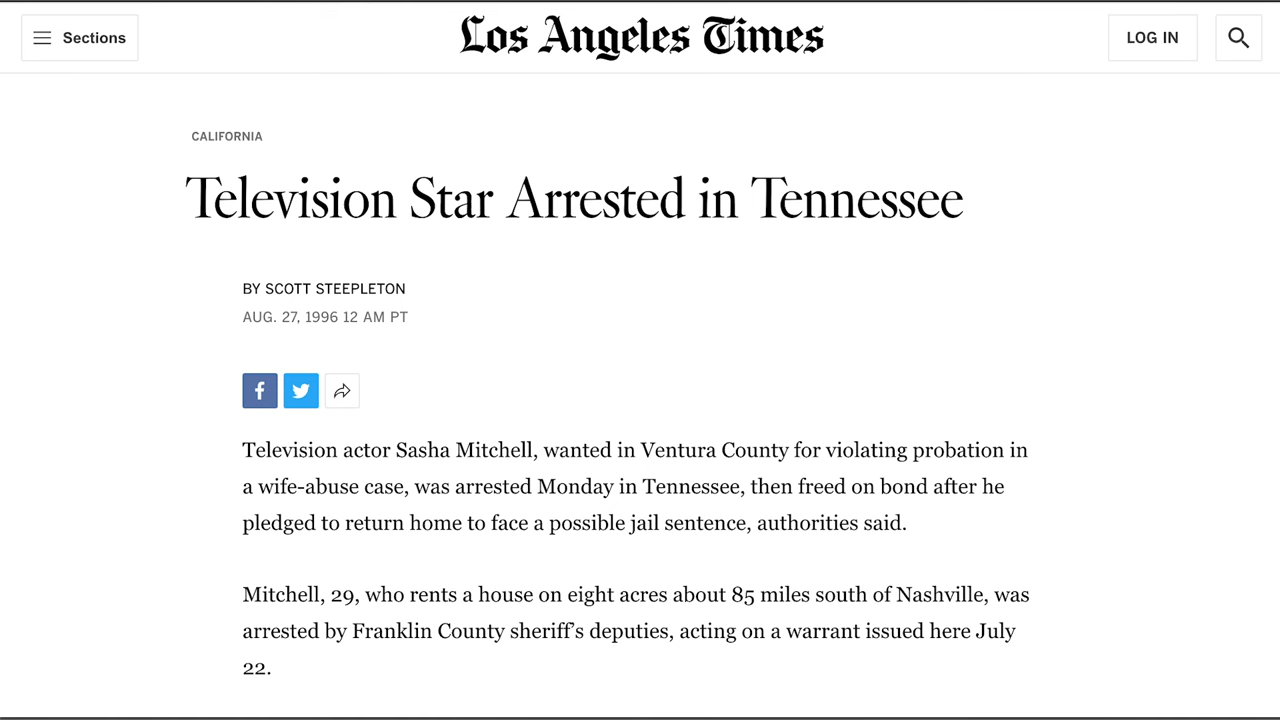 Sections
Los Angeles Times
LOG IN
CALIFORNIA
Television Star Arrested in Tennessee
BY SCOTT STEEPLETON
AUG. 27, 1996 12 AM PT
Television actor Sasha Mitchell, wanted in Ventura County for violating probation in
a wife-abuse case, was arrested Monday in Tennessee, then freed on bond after he
pledged to return home to face a possible jail sentence, authorities said.
Mitchell, 29, who rents a house on eight acres about 85 miles south of Nashville, was
arrested by Franklin County sheriff’s deputies, acting on a warrant issued here July
22.